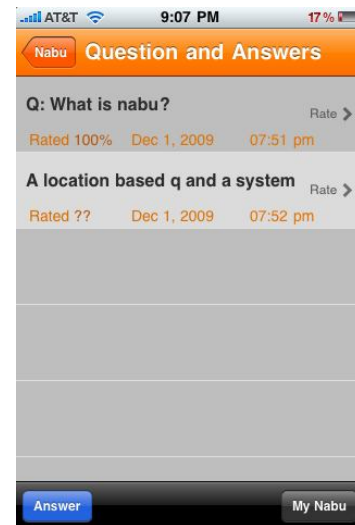 AT&T 9:07 PM 17%
Nabu Question and Answers
Q: What is nabu?
Rate
Rated 100% Dec 1, 2009 07:51 pm
A location based q and a system
Rate
Rated ?? Dec 1, 2009 07:52 pm
Answer My Nabu